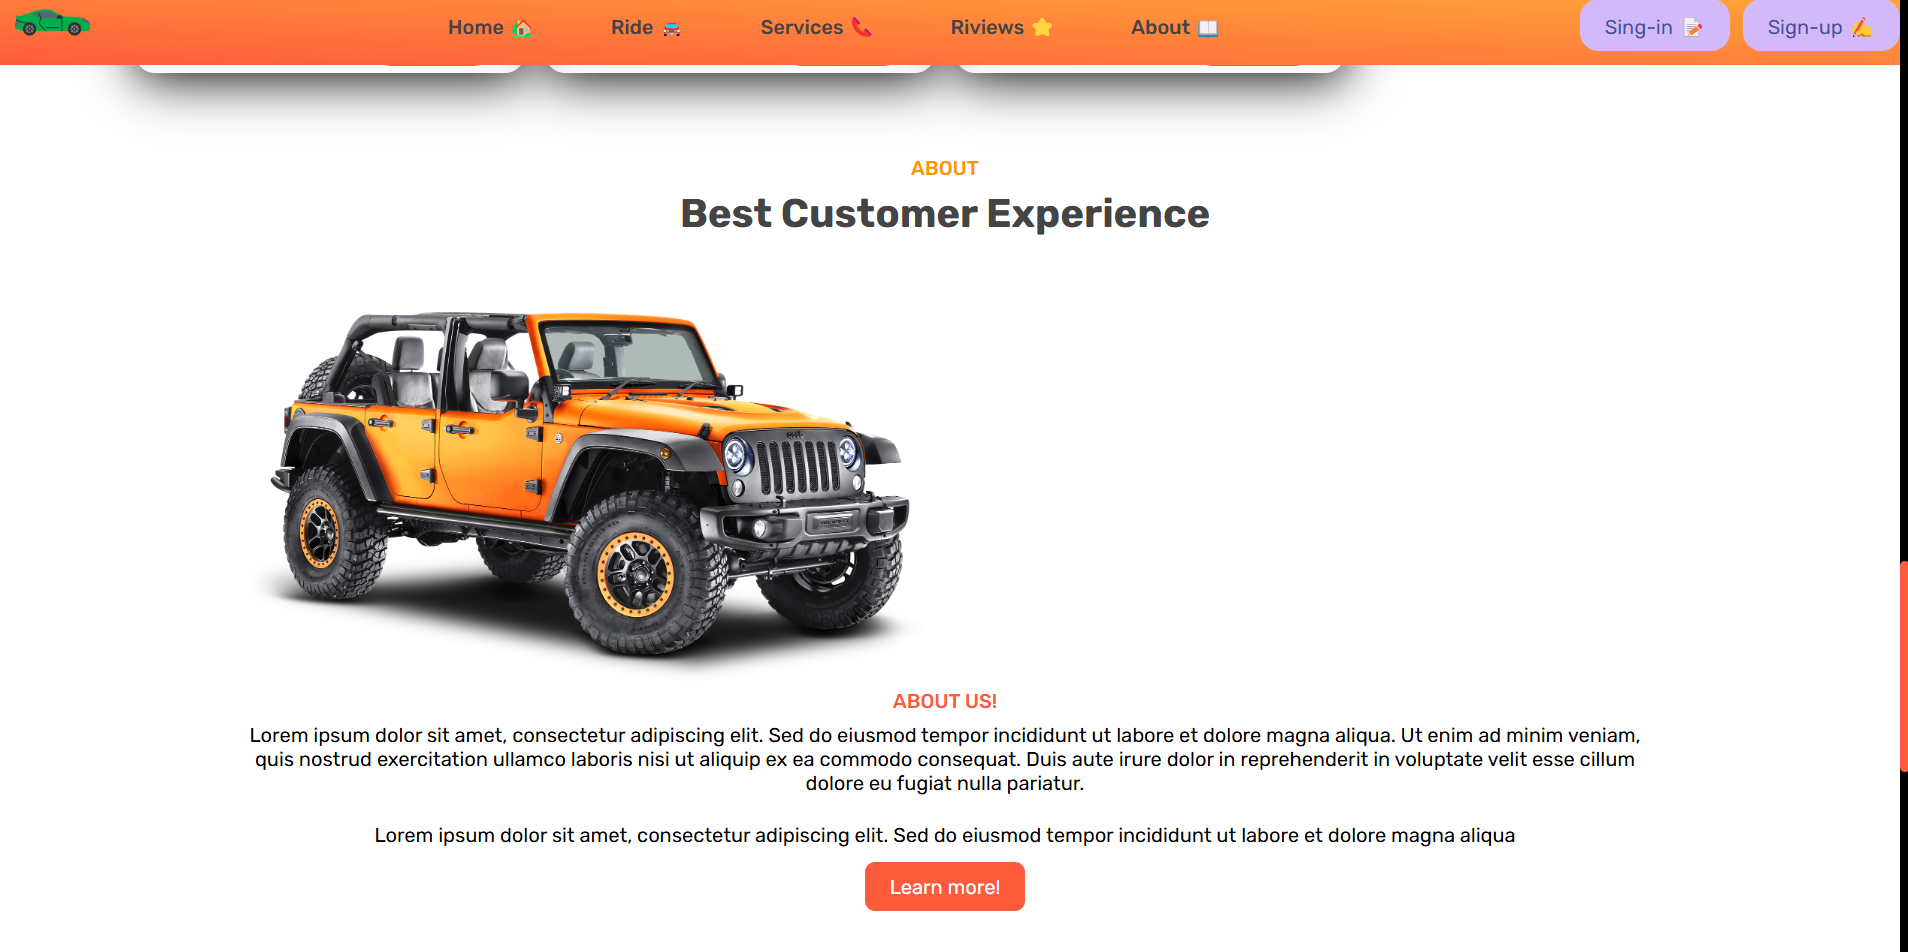 Home 🏠
Ride 🚘
Services 📞
Riviews ⭐
About 📖
Sing-in 📝
Sign-up ✍
ABOUT
Best Customer Experience
ABOUT US!
Lorem ipsum dolor sit amet, consectetur adipiscing elit. Sed do eiusmod tempor incididunt ut labore et dolore magna aliqua. Ut enim ad minim veniam,
quis nostrud exercitation ullamco laboris nisi ut aliquip ex ea commodo consequat. Duis aute irure dolor in reprehenderit in voluptate velit esse cillum
dolore eu fugiat nulla pariatur.
Lorem ipsum dolor sit amet, consectetur adipiscing elit. Sed do eiusmod tempor incididunt ut labore et dolore magna aliqua
Learn more!